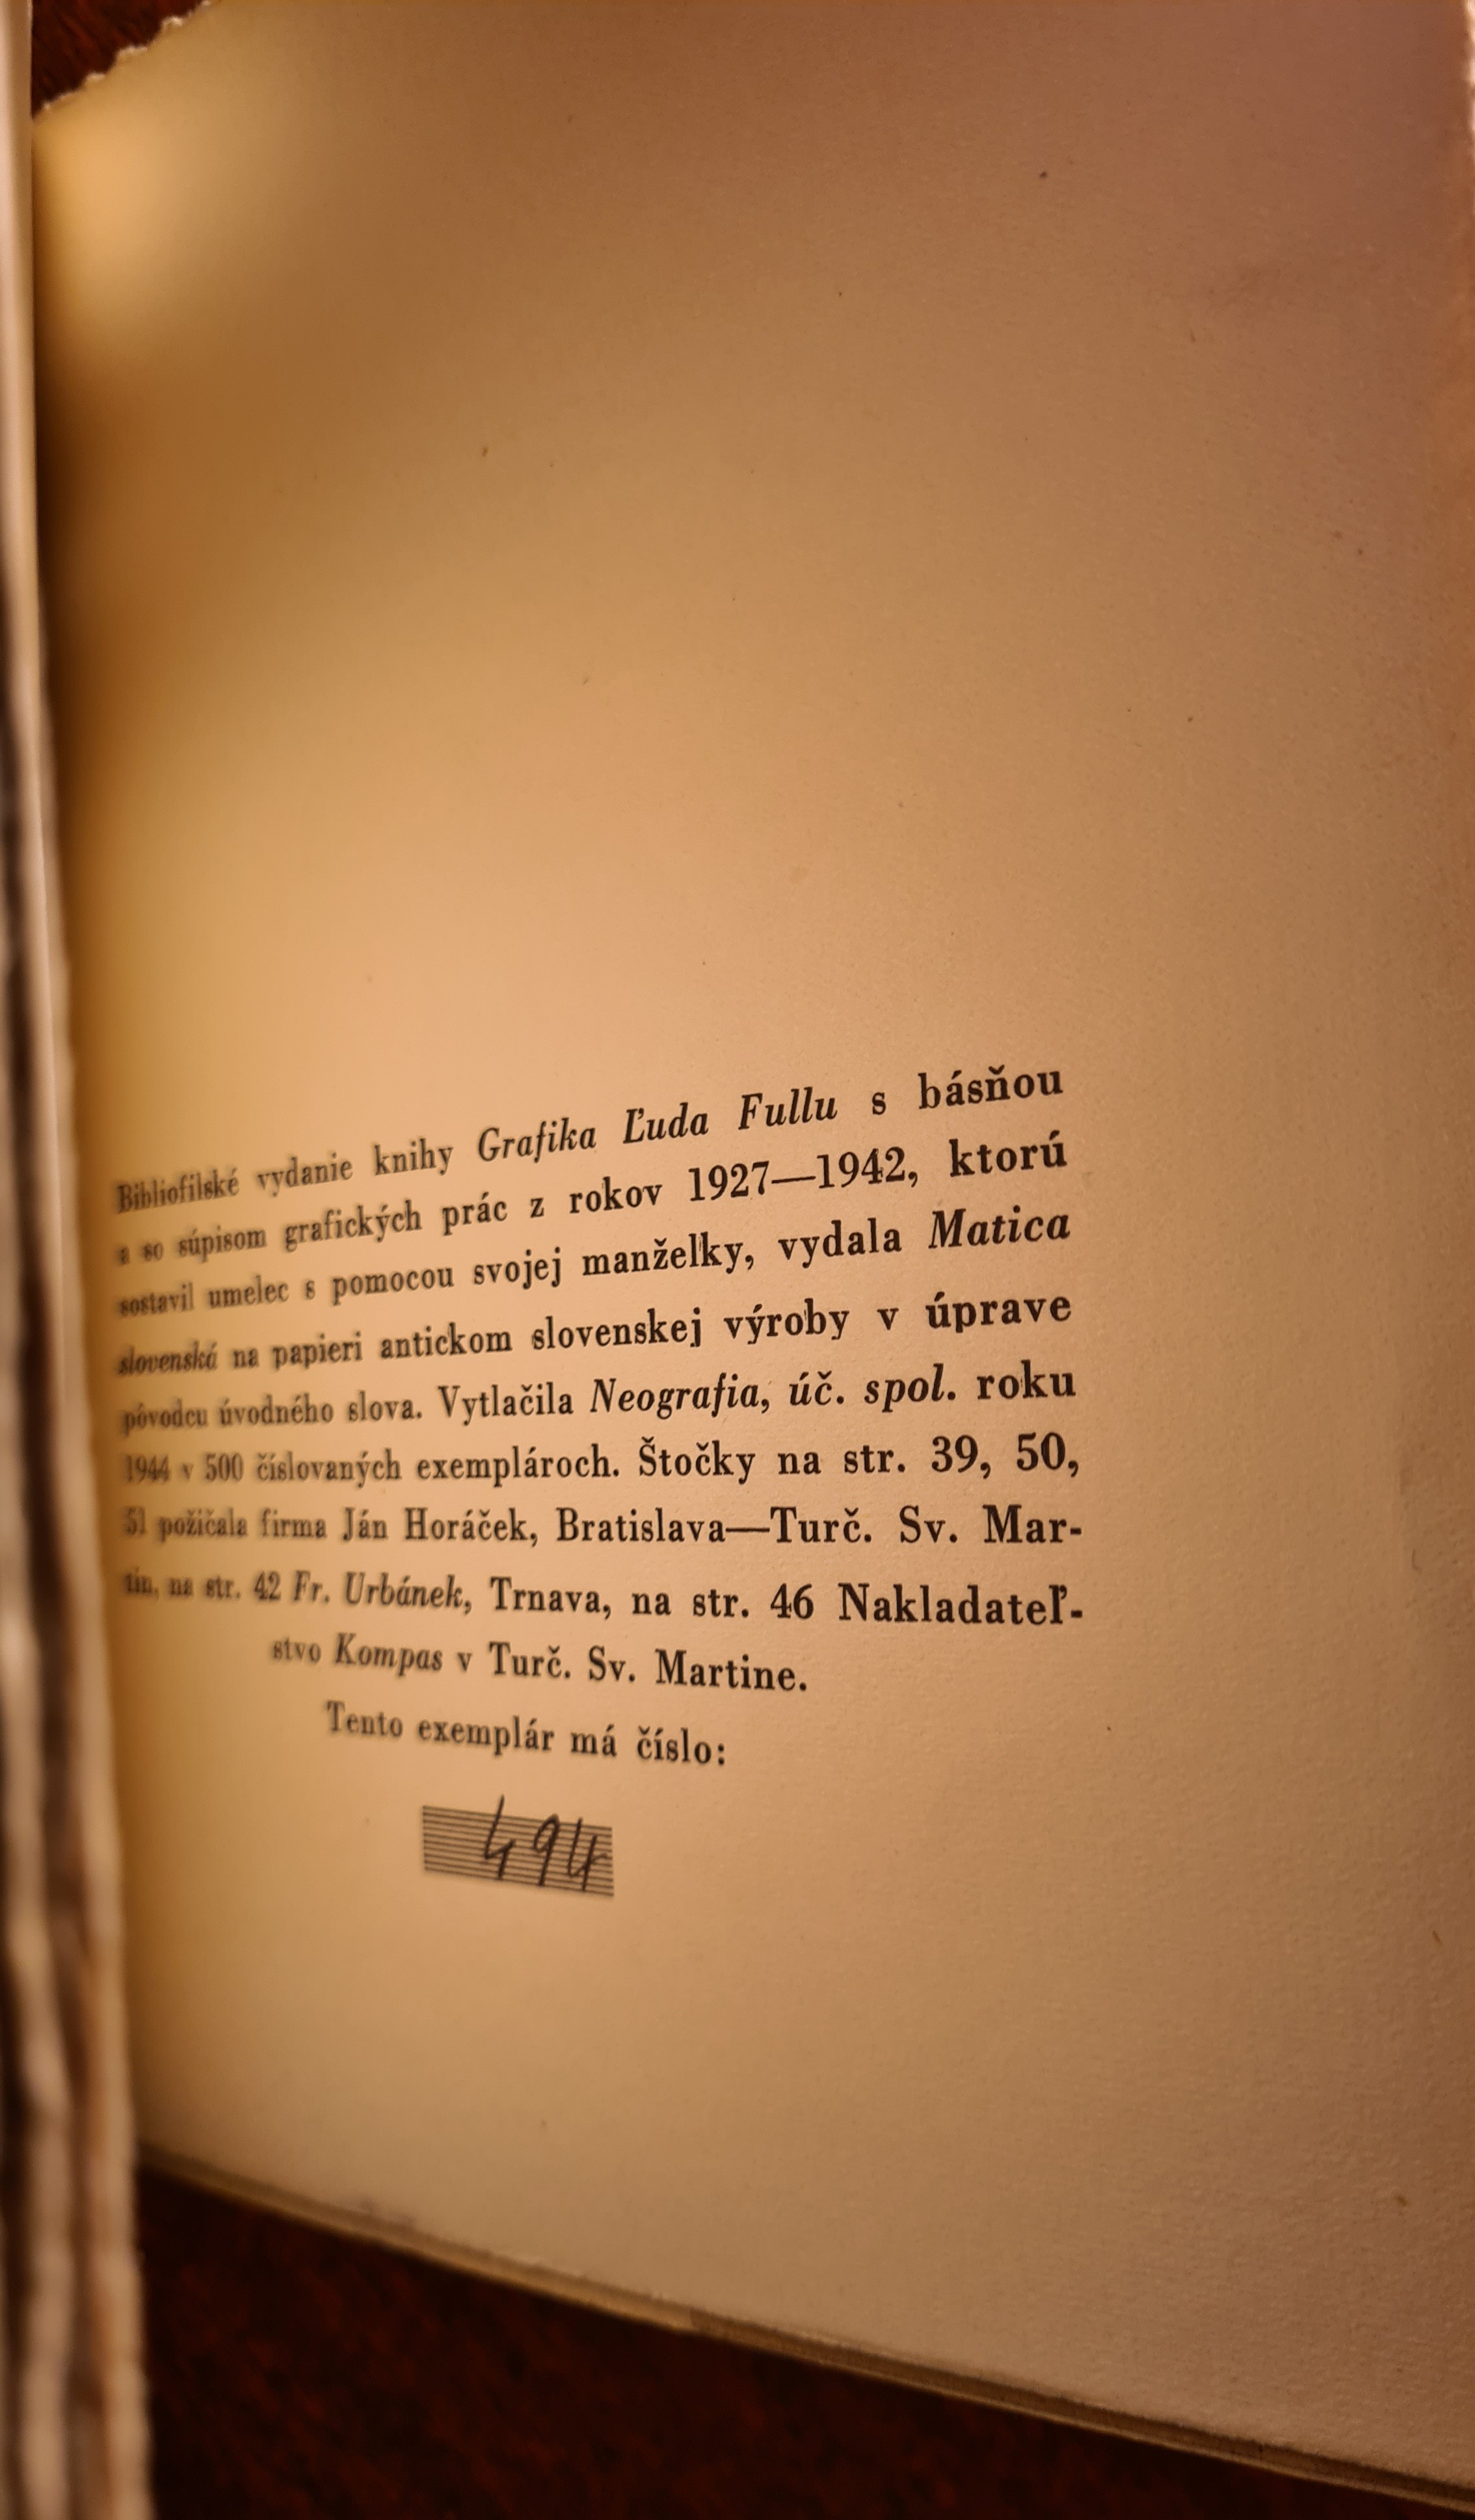 Bibliofilské vydanie knihy Grafika Ľuda Fullu s básňou
a so súpisom grafických prác z rokov 1927—1942, ktorú
sostavil umelec s pomocou svojej manželky, vydala Matica
slovenská na papieri antickom slovenskej výroby v úprave
pôvodcu úvodného slova. Vytlačila Neografia, úč. spol. roku
1944 v 500 číslovaných exemplároch. Štočky na str. 39, 50,
51 požičala firma Ján Horáček, Bratislava—Turč. Sv. Mar-
tin, na str. 42 Fr. Urbánek, Trnava, na str. 46 Nakladateľ-
stvo Kompas v Turč. Sv. Martine.
Tento exemplár má číslo:
494